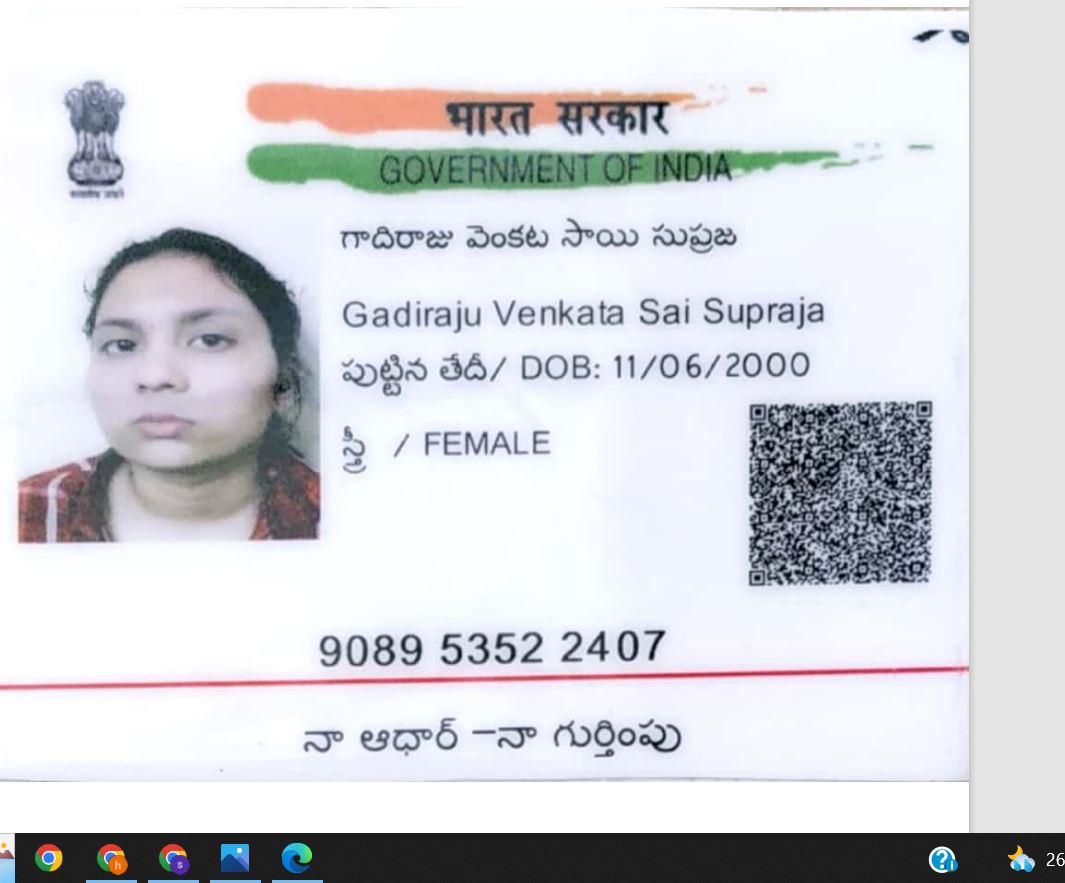 भारत सरकार
GOVERNMENT OF INDIA
గాదిరాజు వెంకట సాయి సుప్రజ
Gadiraju Venkata Sai Supraja
పుట్టిన తేదీ/ DOB: 11/06/2000
స్త్రీ / FEMALE
9089 5352 2407
నా ఆధార్ –నా గుర్తింపు
h
s
26